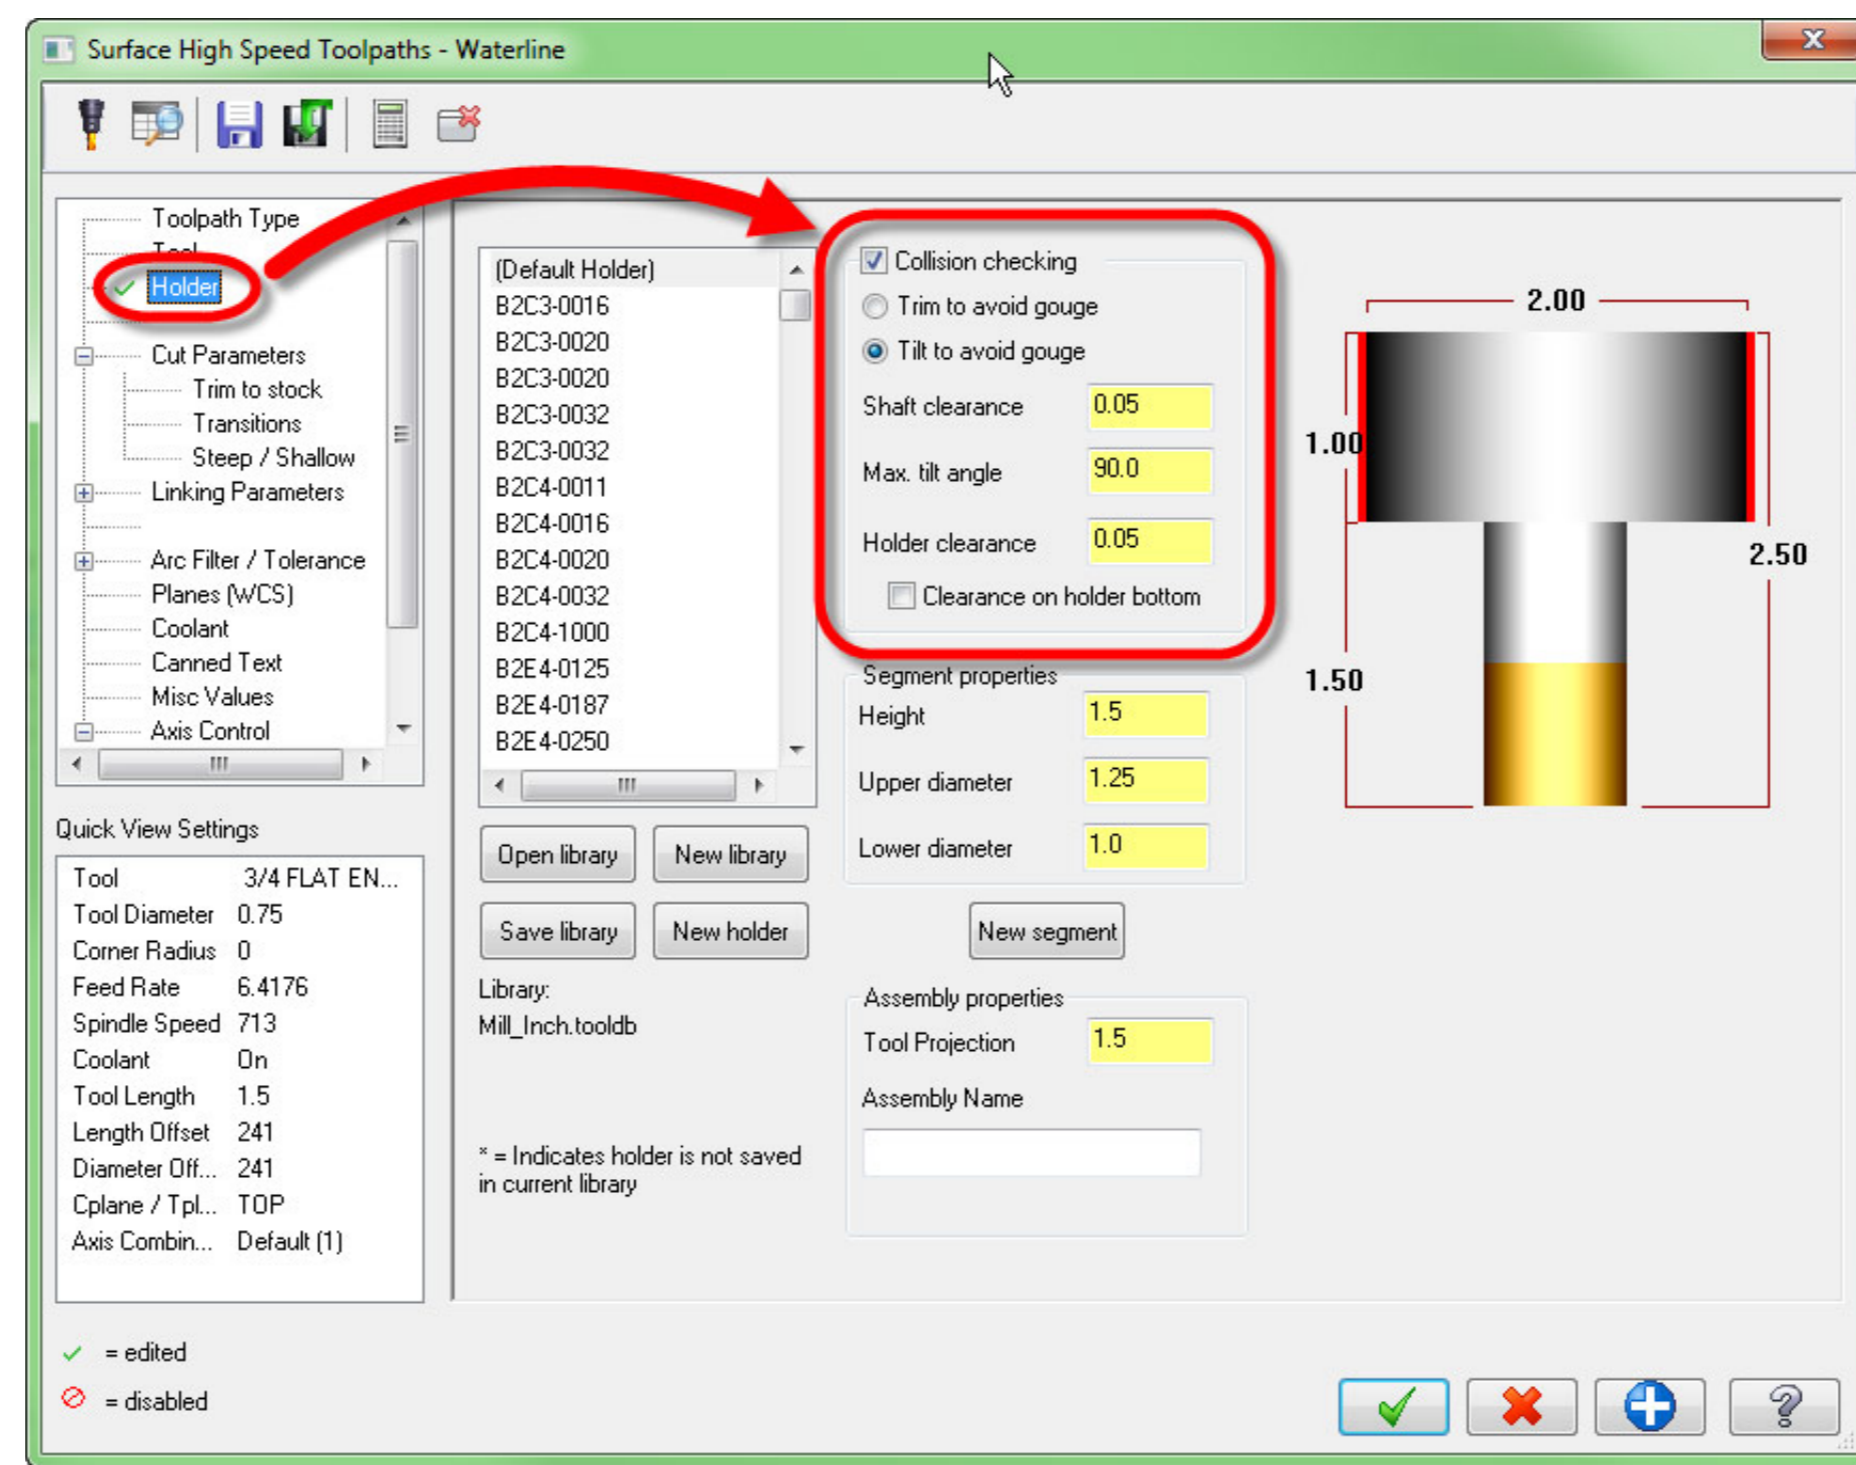 Surface High Speed Toolpaths - Waterline
Toolpath Type
Tool
Holder
Cut Parameters
Trim to stock
Transitions
Steep / Shallow
Linking Parameters
Arc Filter / Tolerance
Planes (WCS)
Coolant
Canned Text
Misc Values
Axis Control
Quick View Settings
Tool 3/4 FLAT EN...
Tool Diameter 0.75
Corner Radius 0
Feed Rate 6.4176
Spindle Speed 713
Coolant On
Tool Length 1.5
Length Offset 241
Diameter Off... 241
Cplane / Tpl... TOP
Axis Combin... Default (1)
= edited
= disabled
(Default Holder)
B2C3-0016
B2C3-0020
B2C3-0020
B2C3-0032
B2C3-0032
B2C4-0011
B2C4-0016
B2C4-0020
B2C4-0032
B2C4-1000
B2E4-0125
B2E4-0187
B2E4-0250
Open library New library
Save library New holder
Library:
Mill_Inch.tooldb
* = Indicates holder is not saved
in current library
Collision checking
Trim to avoid gouge
Tilt to avoid gouge
Shaft clearance 0.05
Max. tilt angle 90.0
Holder clearance 0.05
Clearance on holder bottom
Segment properties
Height 1.5
Upper diameter 1.25
Lower diameter 1.0
New segment
Assembly properties
Tool Projection 1.5
Assembly Name
2.00
1.00
2.50
1.50